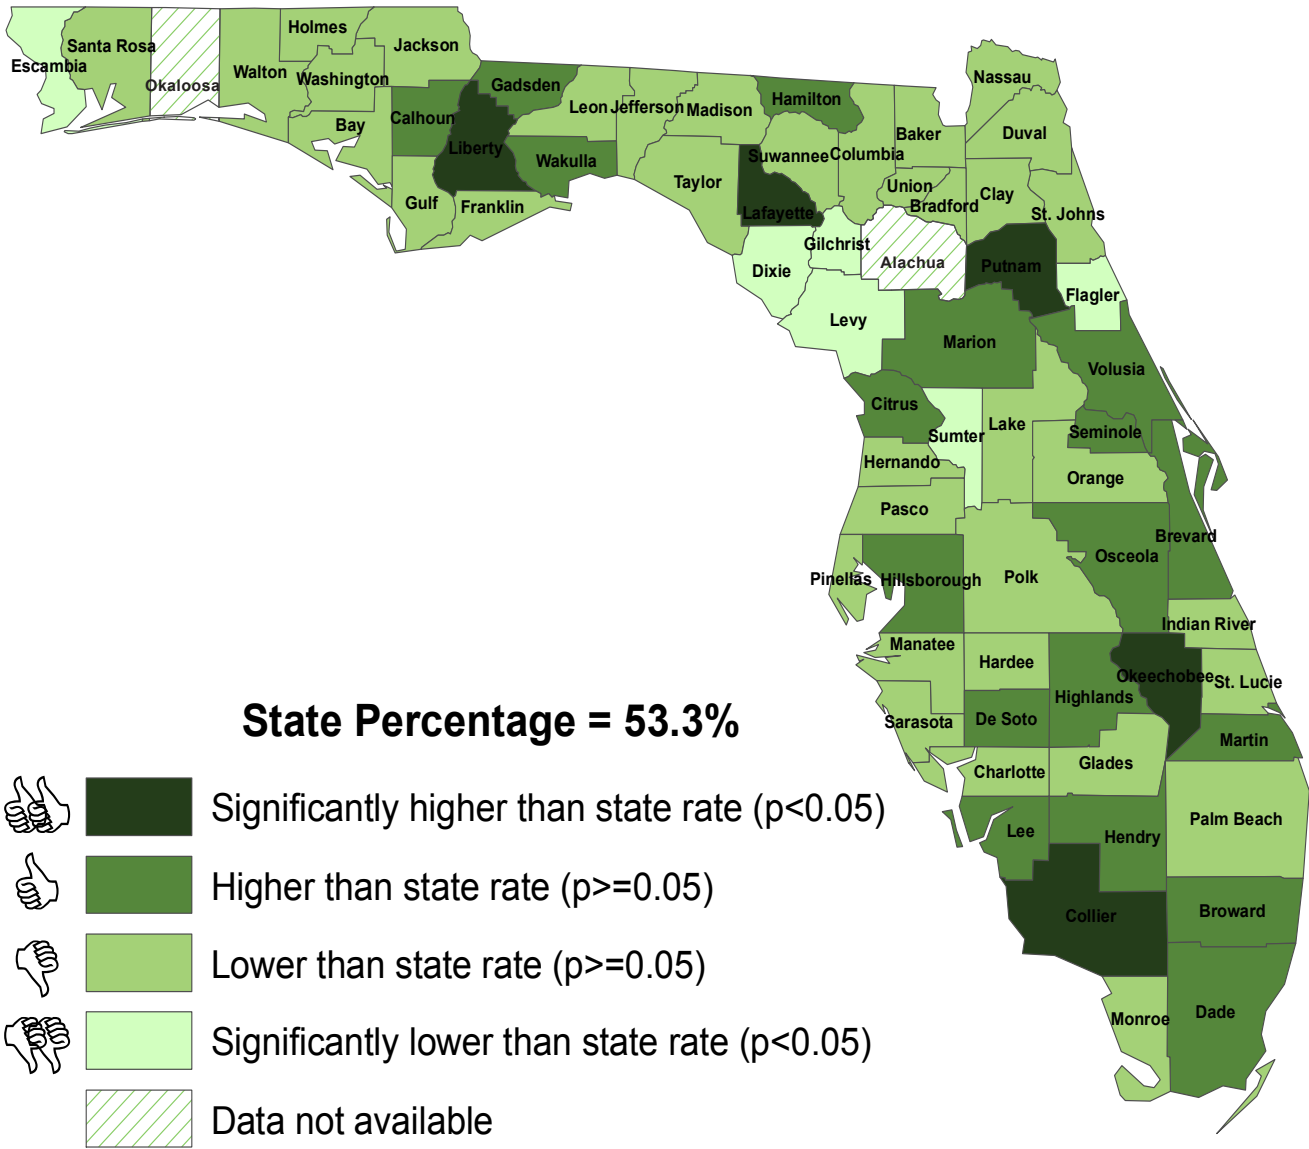 Holmes
Jackson
Santa Rosa
Escambia
Okaloosa
Walton
Washington
Bay
Calhoun
Gadsden
Liberty
Gulf
Franklin
Wakulla
Leon
Jefferson
Madison
Taylor
Hamilton
Suwannee
Lafayette
Columbia
Baker
Nassau
Duval
Union
Bradford
Clay
St. Johns
Gilchrist
Dixie
Alachua
Putnam
Flagler
Levy
Marion
Volusia
Citrus
Sumter
Lake
Seminole
Hernando
Orange
Pasco
Brevard
Osceola
Pinellas
Hillsborough
Polk
Indian River
Manatee
Hardee
Okeechobee
St. Lucie
Highlands
Sarasota
De Soto
Martin
Charlotte
Glades
Palm Beach
Lee
Hendry
Collier
Broward
Monroe
Dade
State Percentage = 53.3%
Significantly higher than state rate (p<0.05)
Higher than state rate (p>=0.05)
Lower than state rate (p>=0.05)
Significantly lower than state rate (p<0.05)
Data not available